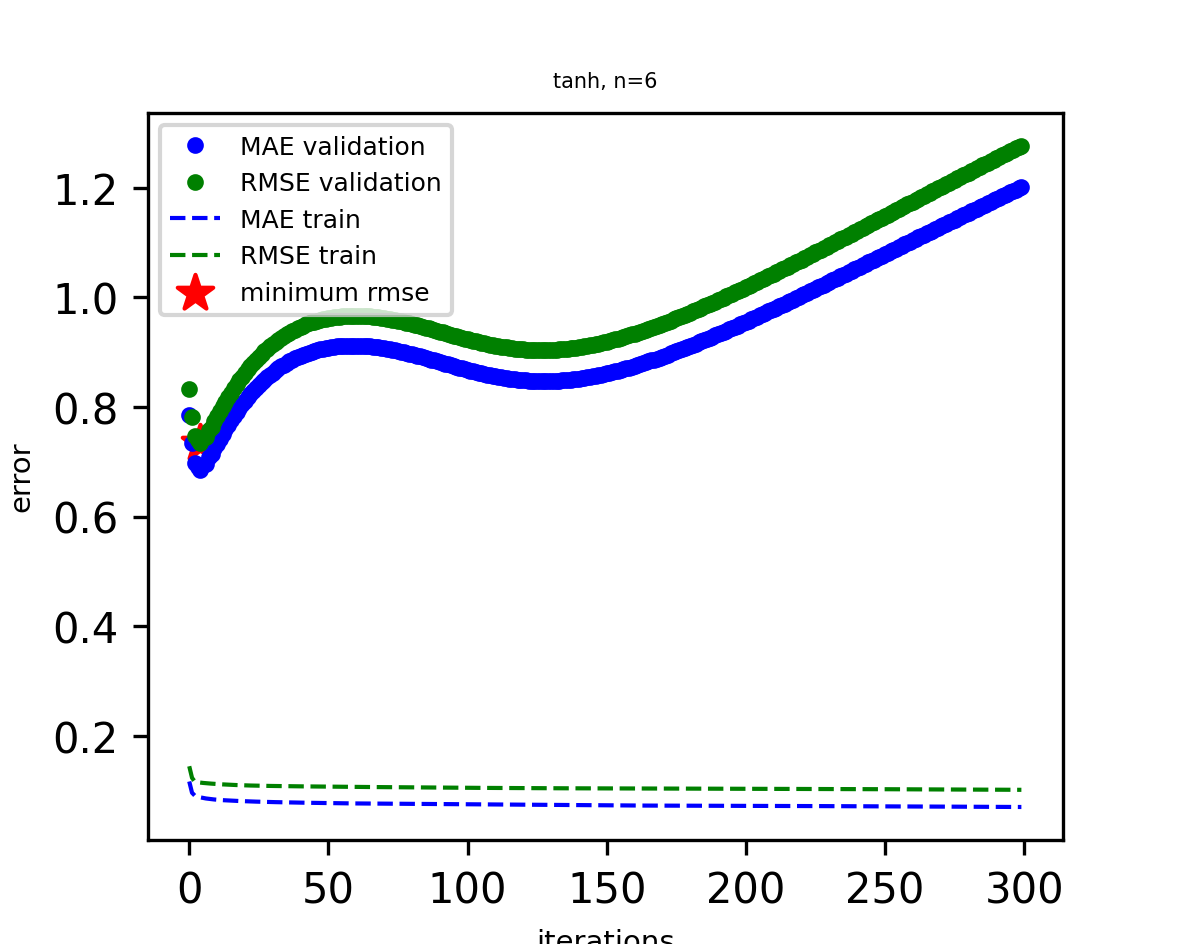 tanh, n=6
MAE validation
RMSE validation
MAE train
RMSE train
minimum rmse
1.2
1.0
0.8
0.6
0.4
0.2
error
0 50 100 150 200 250 300
iterations